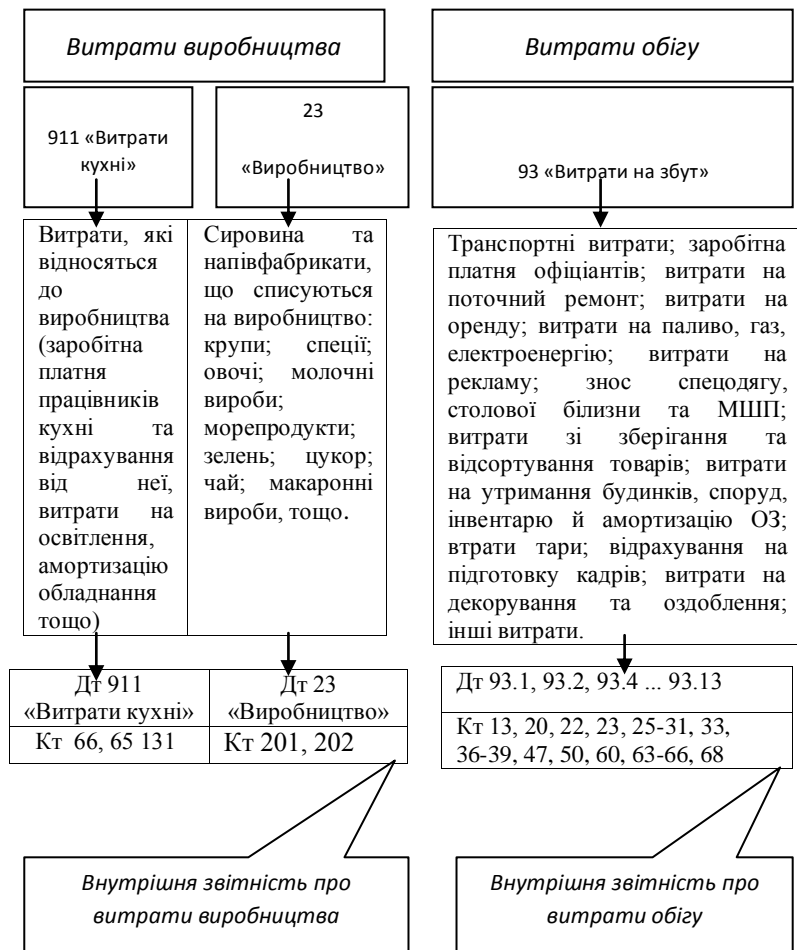 Витрати виробництва
Витрати обігу
911 «Витрати
кухні»
23
«Виробництво»
93 «Витрати на збут»
Витрати, які
відносяться
до
виробництва
(заробітна
платня
працівників
кухні та
відрахування
від неї,
витрати на
освітлення,
амортизацію
обладнання
тощо)
Сировина та
напівфабрикати,
що списуються
на виробництво:
крупи; спеції;
овочі; молочні
вироби;
морепродукти;
зелень; цукор;
чай; макаронні
вироби, тощо.
Транспортні витрати; заробітна
платня офіціантів; витрати на
поточний ремонт; витрати на
оренду; витрати на паливо, газ,
електроенергію; витрати на
рекламу; знос спецодягу,
столової білизни та МШП;
витрати зі зберігання та
відсортування товарів; витрати
на утримання будинків, споруд,
інвентарю й амортизацію ОЗ;
втрати тари; відрахування на
підготовку кадрів; витрати на
декорування та оздоблення;
інші витрати.
Дт 911
«Витрати кухні»
Дт 23
«Виробництво»
Кт 66, 65 131
Кт 201, 202
Дт 93.1, 93.2, 93.4 ... 93.13
Кт 13, 20, 22, 23, 25-31, 33,
36-39, 47, 50, 60, 63-66, 68
Внутрішня звітність про
витрати виробництва
Внутрішня звітність про
витрати обігу